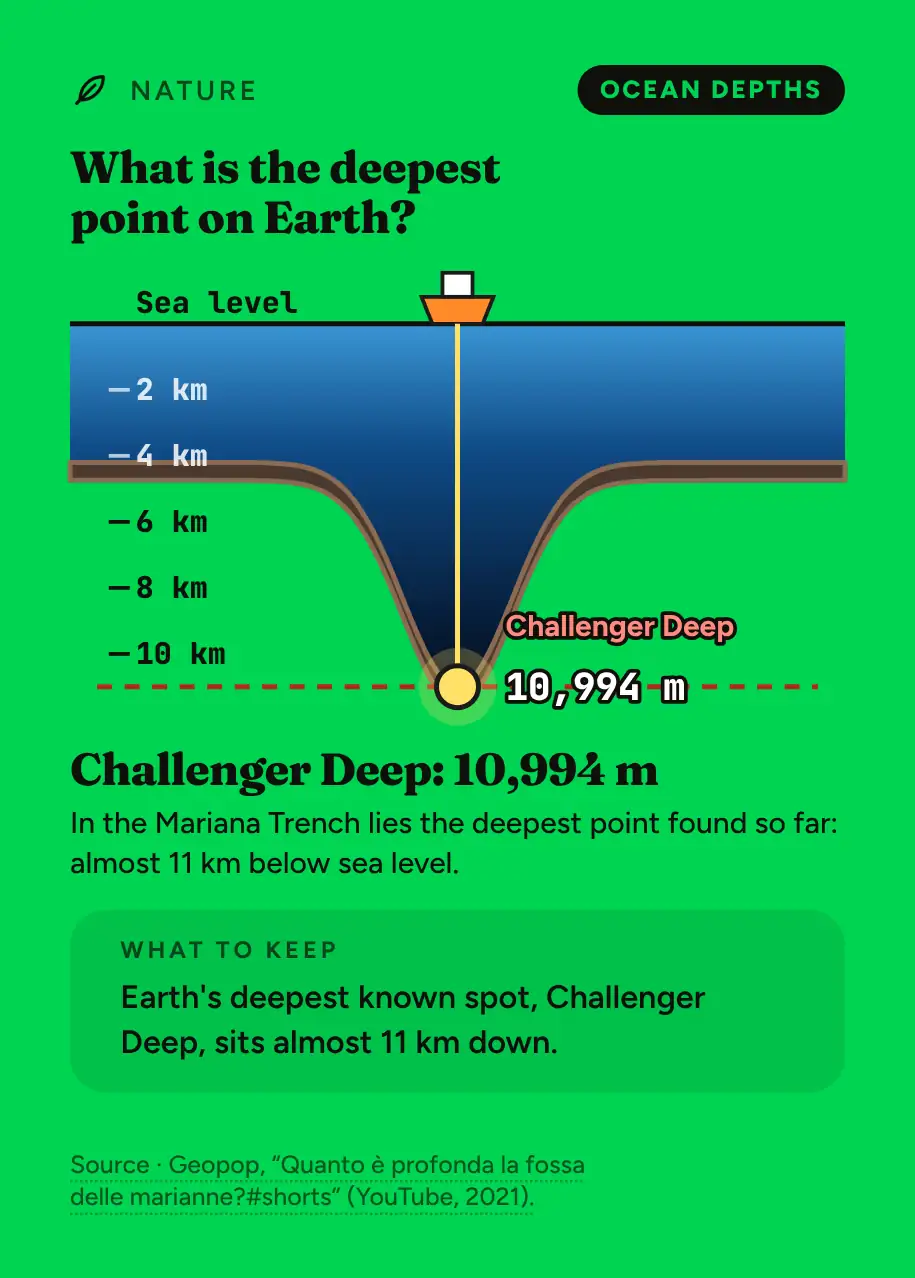 NATURE
OCEAN DEPTHS
What is the deepest
point on Earth?
Sea level
2 km
4 km
6 km
8 km
10 km
Challenger Deep
10,994 m
Challenger Deep: 10,994 m
In the Mariana Trench lies the deepest point found so far:
almost 11 km below sea level.
WHAT TO KEEP
Earth's deepest known spot, Challenger
Deep, sits almost 11 km down.
Source · Geopop, “Quanto è profonda la fossa
delle marianne?#shorts” (YouTube, 2021).